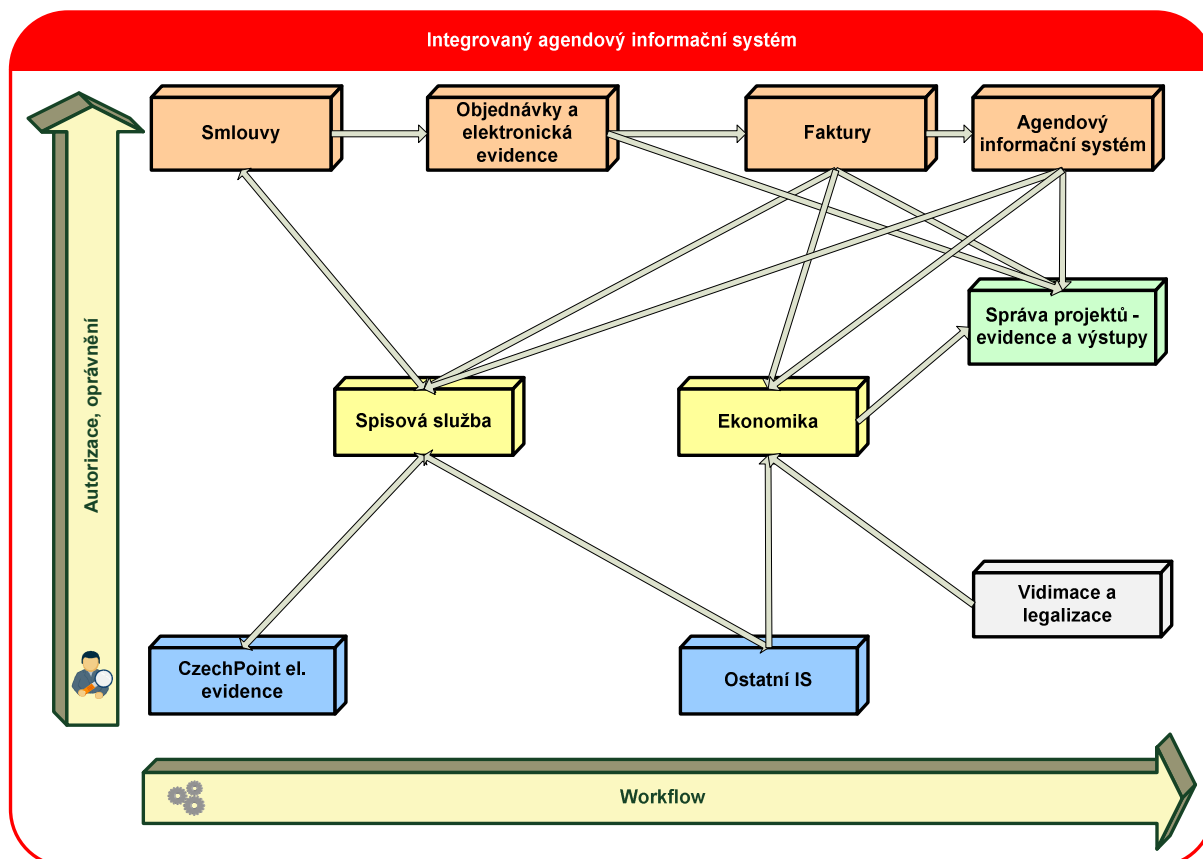 Integrovaný agendový informační systém
Smlouvy
Objednávky a
elektronická
evidence
Faktury
Agendový
informační systém
Správa projektů -
evidence a výstupy
Spisová služba
Ekonomika
Autorizace, oprávnění
Vidimace a
legalizace
CzechPoint el.
evidence
Ostatní IS
Workflow